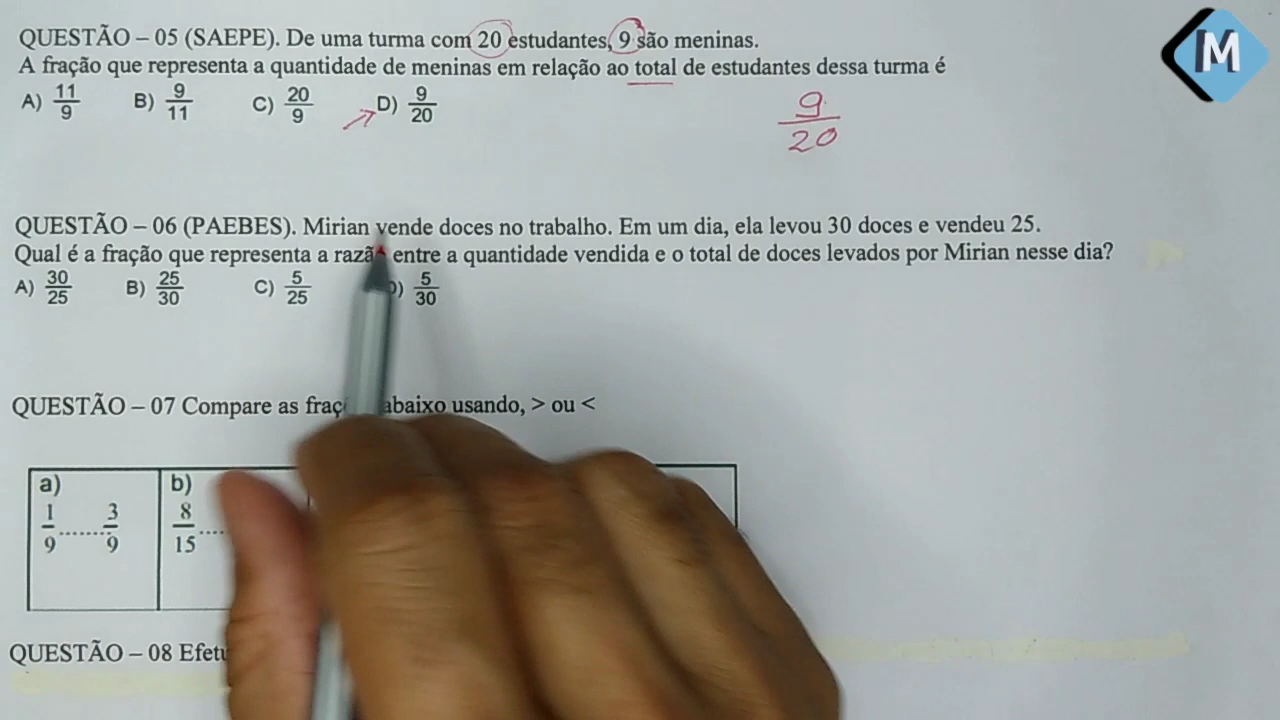 QUESTÃO – 05 (SAEPE). De uma turma com 20 estudantes, 9 são meninas.
A fração que representa a quantidade de meninas em relação ao total de estudantes dessa turma é
A) 11/9 B) 9/11 C) 20/9 D) 9/20
9/20
QUESTÃO – 06 (PAEBES). Mirian vende doces no trabalho. Em um dia, ela levou 30 doces e vendeu 25.
Qual é a fração que representa a entre a quantidade vendida e o total de doces levados por Mirian nesse dia?
A) 30/25 B) 25/30 C) 5/25 D) 5/30
QUESTÃO – 07 Compare as abaixo usando, > ou <
a) b)
1/9 ....... 3/9 8/15 ....
QUESTÃO – 08
M